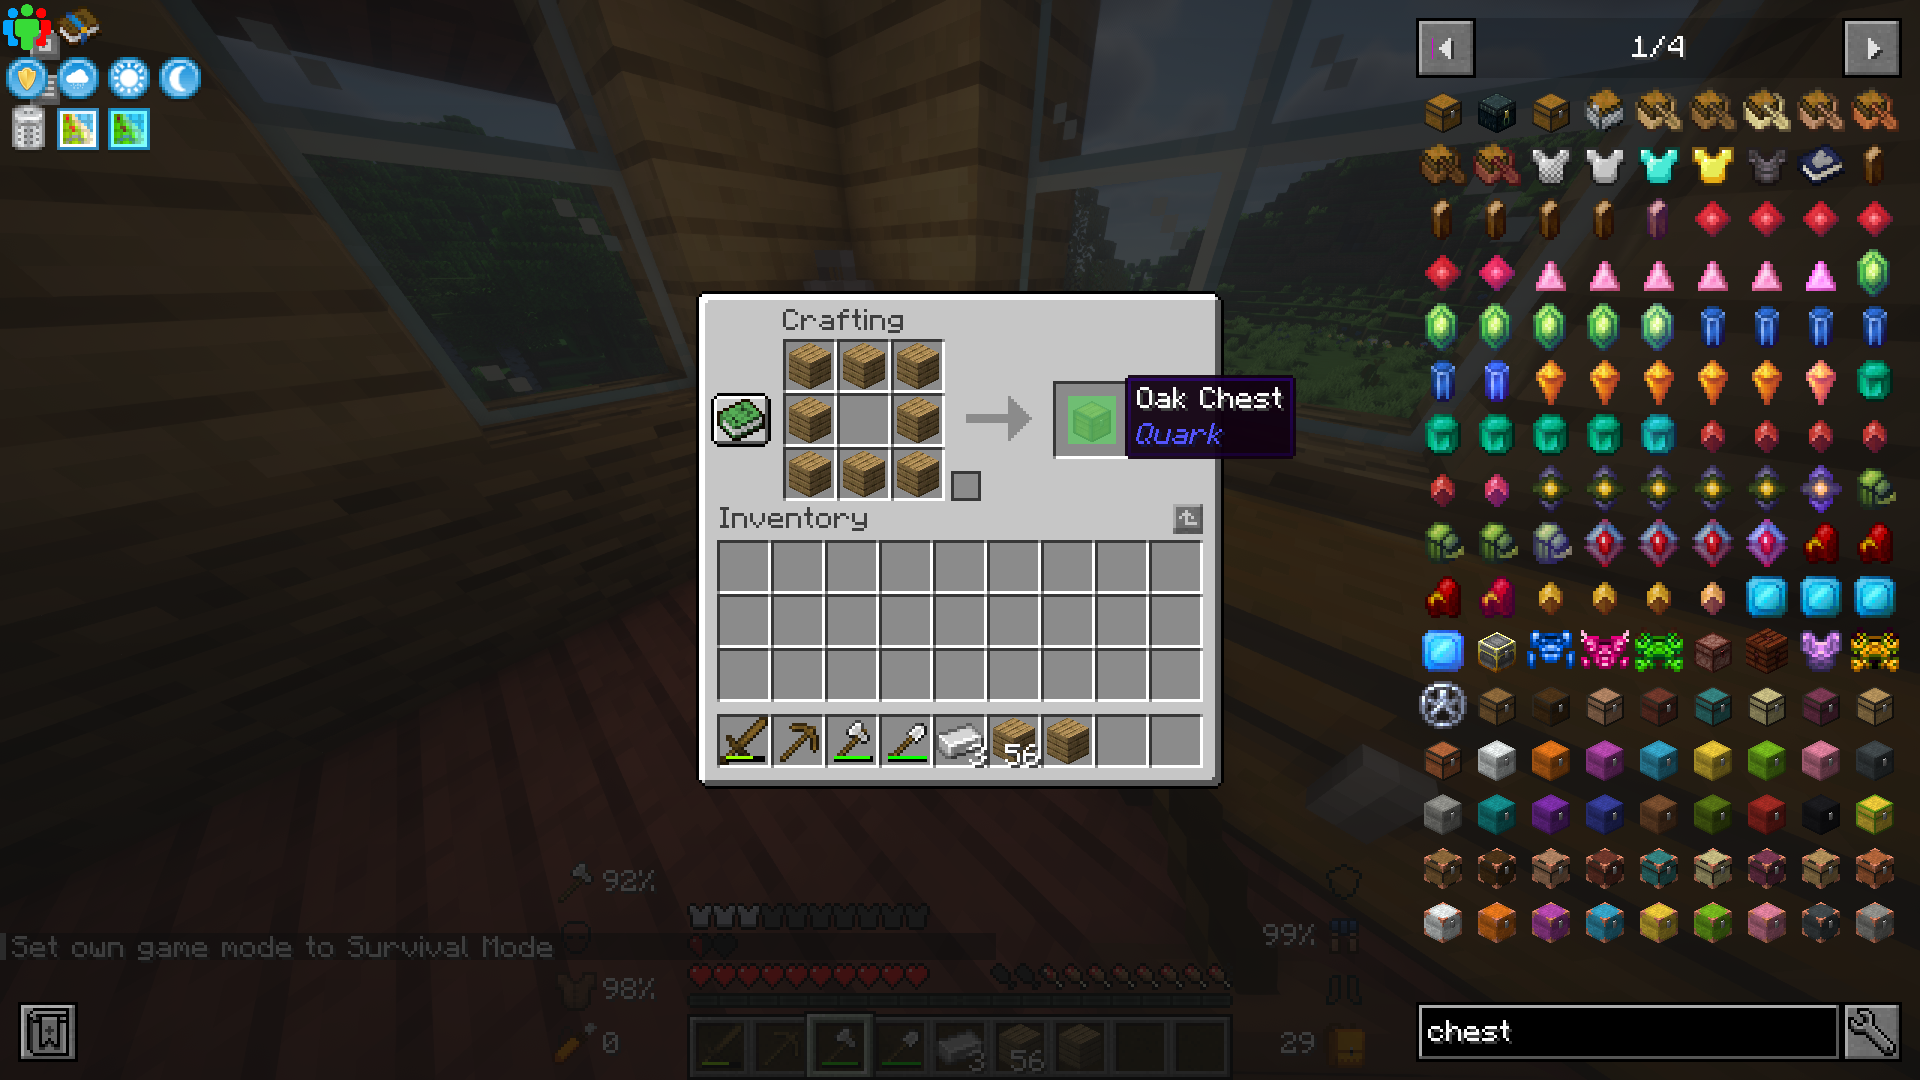 1/4
Crafting
Oak Chest
Quark
Inventory
3
56
92%
99%
Set own game mode to Survival Mode
98%
0
29
3
56
chest